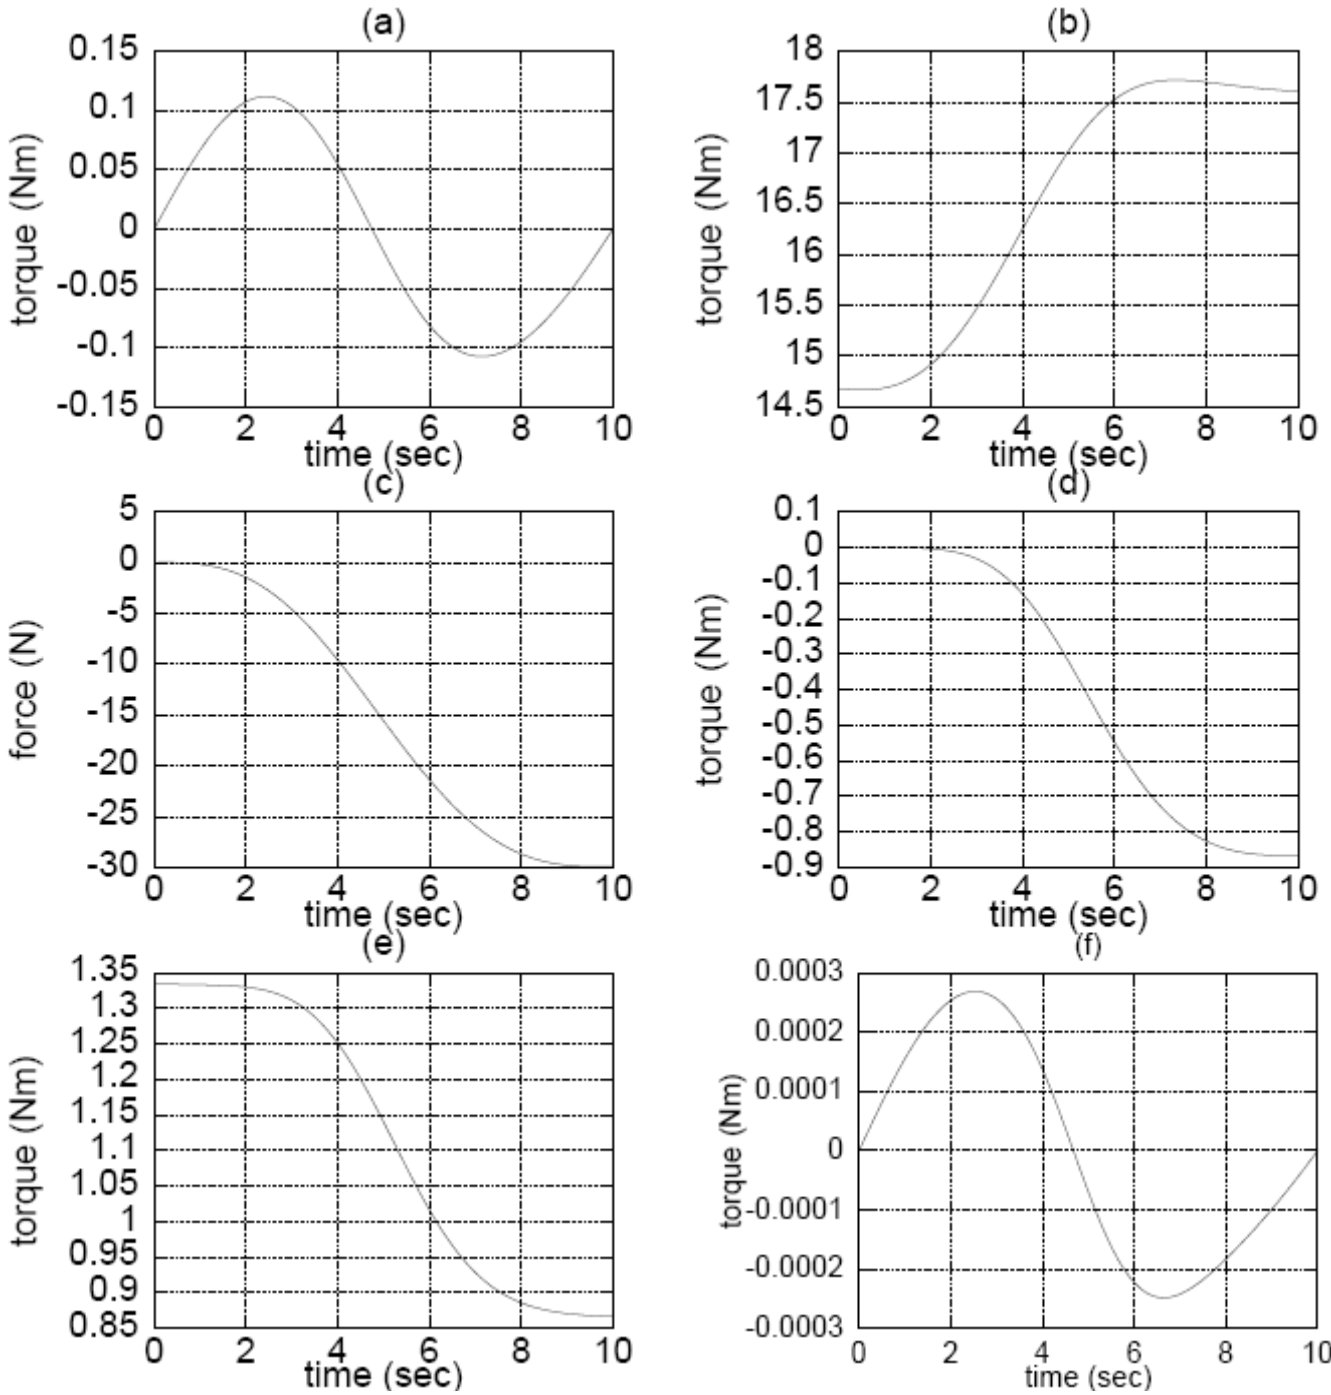 (a)
torque (Nm)
0.15
0.1
0.05
0
-0.05
-0.1
-0.15
0 2 4 6 8 10
time (sec)
(b)
torque (Nm)
18
17.5
17
16.5
16
15.5
15
14.5
0 2 4 6 8 10
time (sec)
(c)
force (N)
5
0
-5
-10
-15
-20
-25
-30
0 2 4 6 8 10
time (sec)
(d)
torque (Nm)
0.1
0
-0.1
-0.2
-0.3
-0.4
-0.5
-0.6
-0.7
-0.8
-0.9
0 2 4 6 8 10
time (sec)
(e)
torque (Nm)
1.35
1.3
1.25
1.2
1.15
1.1
1.05
1
0.95
0.9
0.85
0 2 4 6 8 10
time (sec)
(f)
torque (Nm)
0.0003
0.0002
0.0001
0
-0.0001
-0.0002
-0.0003
0 2 4 6 8 10
time (sec)